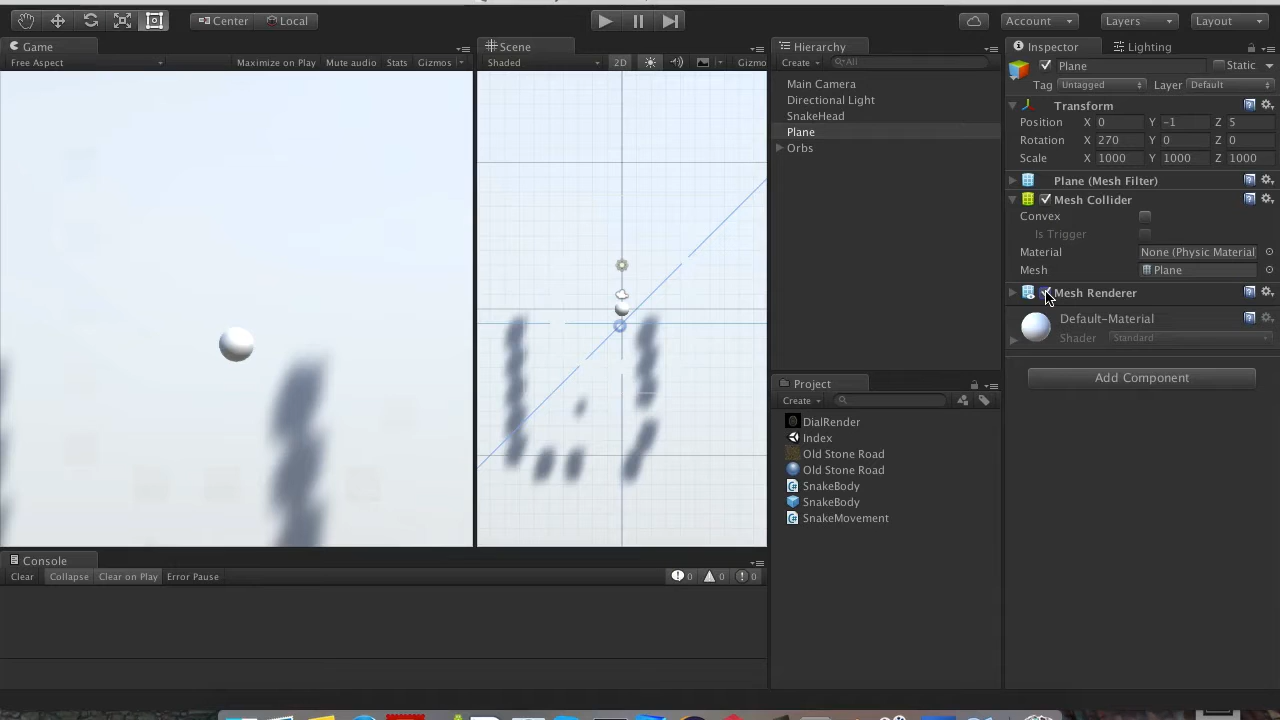 Center
Local
Account
Layers
Layout
Game
Free Aspect
Maximize on Play
Mute audio
Stats
Gizmos
Scene
Shaded
2D
Gizmo
Hierarchy
Create
All
Main Camera
Directional Light
SnakeHead
Plane
Orbs
Project
Create
DialRender
Index
Old Stone Road
Old Stone Road
SnakeBody
SnakeBody
SnakeMovement
Inspector
Lighting
Plane
Static
Tag Untagged Layer Default
Transform
Position X 0 Y -1 Z 5
Rotation X 270 Y 0 Z 0
Scale X 1000 Y 1000 Z 1000
Plane (Mesh Filter)
Mesh Collider
Convex
Is Trigger
Material None (Physic Material
Mesh Plane
Mesh Renderer
Default-Material
Shader Standard
Add Component
Console
Clear
Collapse
Clear on Play
Error Pause
0
0
0